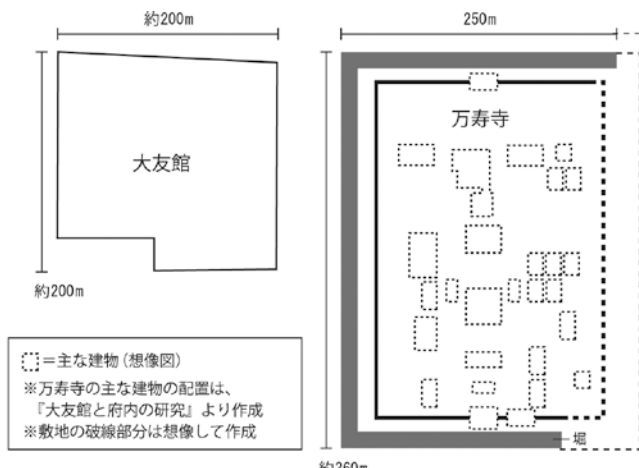 約200m
250m
大友館
万寿寺
約200m
=主な建物(想像図)
※万寿寺の主な建物の配置は、
『大友館と府内の研究』より作成
※敷地の破線部分は想像して作成
堀
約360m